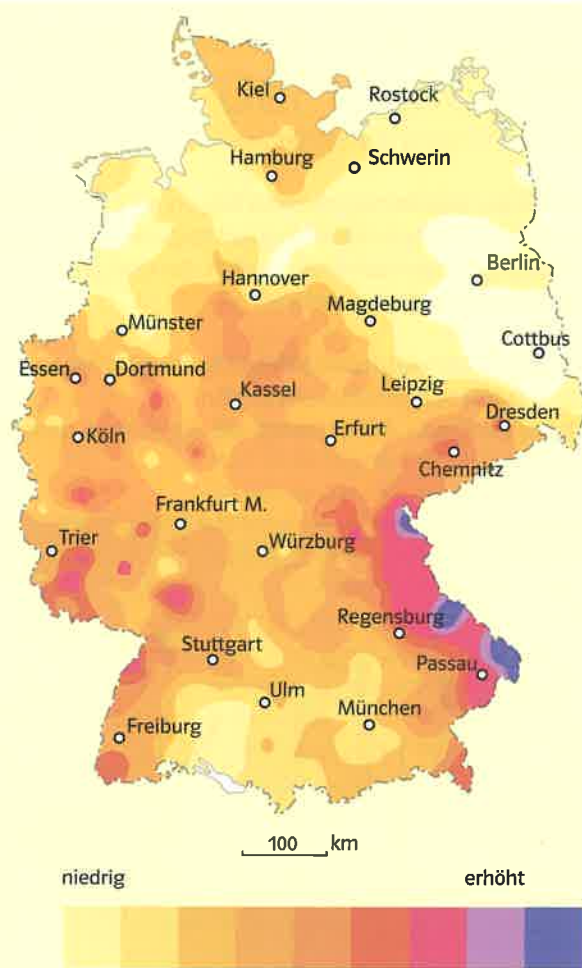 Kiel
Rostock
Hamburg
Schwerin
Berlin
Hannover
Magdeburg
Münster
Cottbus
Essen
Dortmund
Kassel
Leipzig
Dresden
Köln
Erfurt
Chemnitz
Frankfurt M.
Trier
Würzburg
Regensburg
Stuttgart
Passau
Ulm
München
Freiburg
100 km
niedrig erhöht